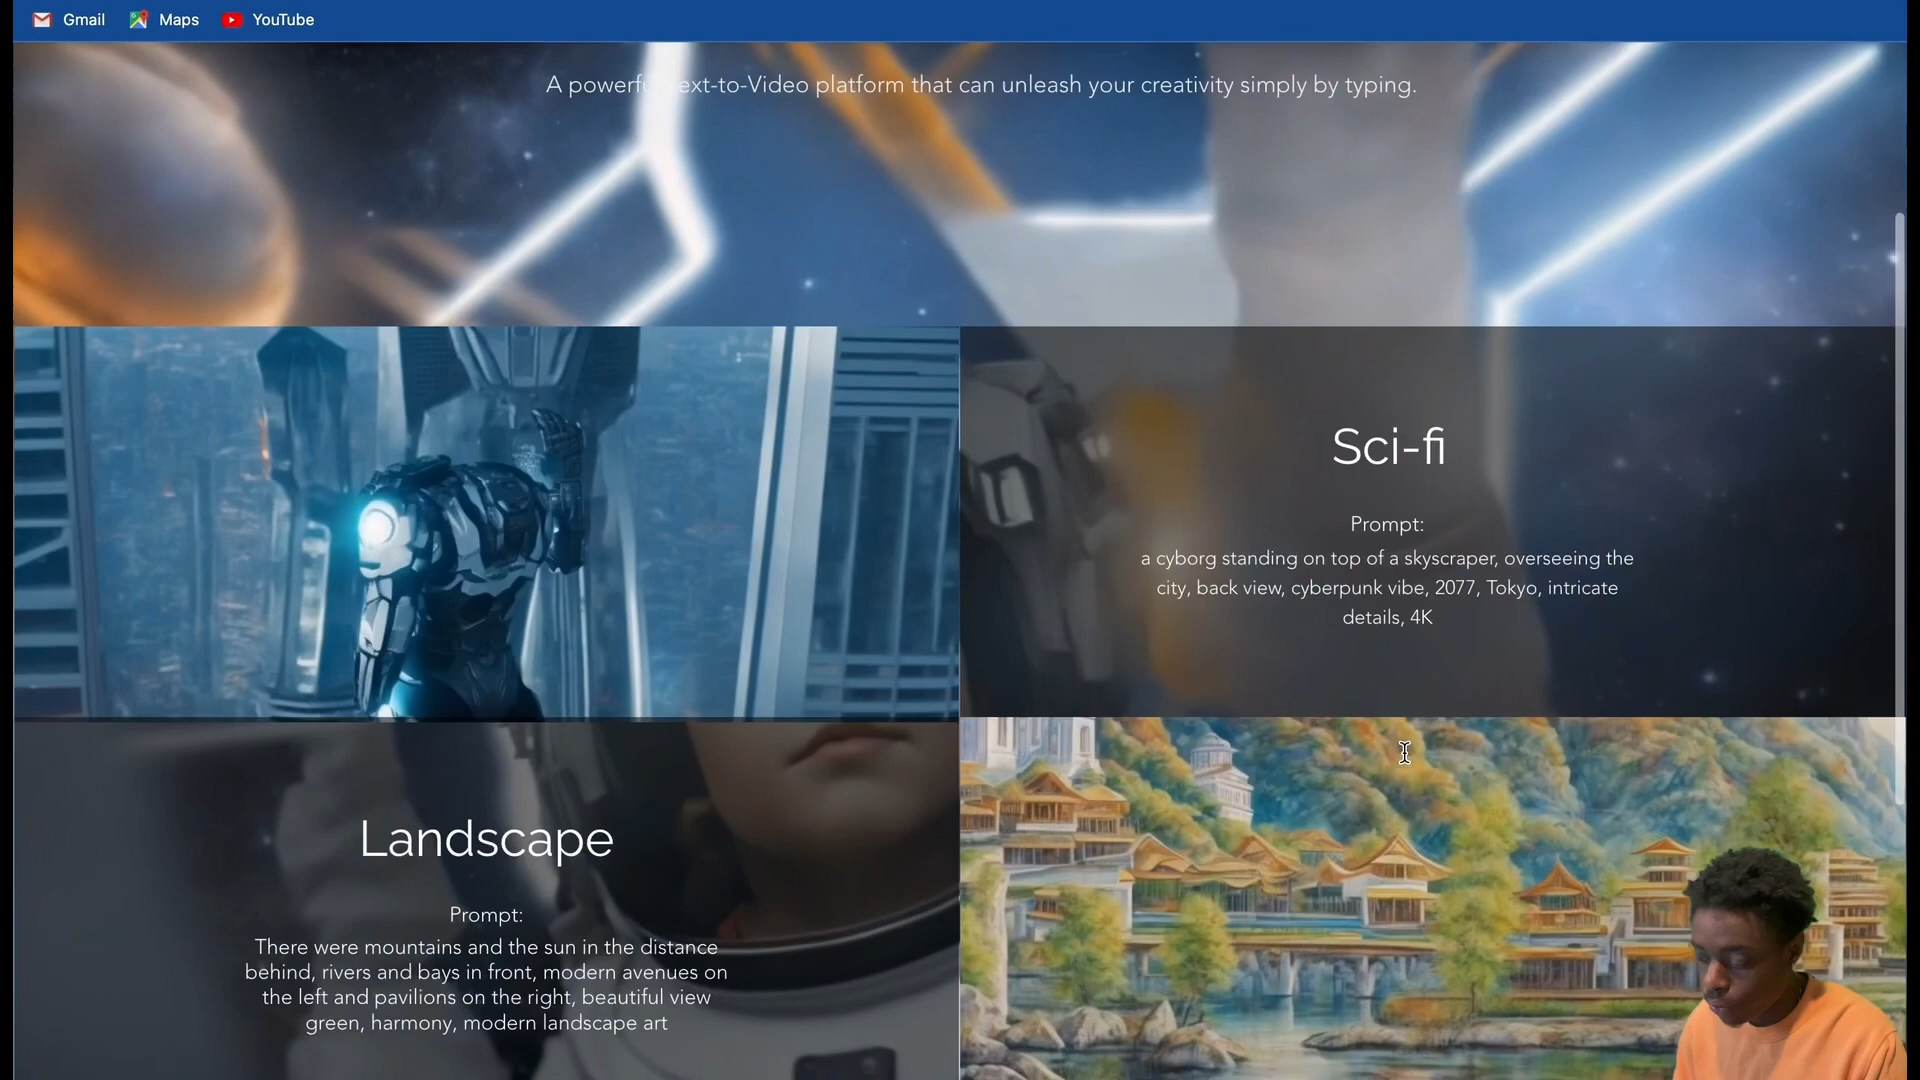 Gmail Maps YouTube
A powerful Text-to-Video platform that can unleash your creativity simply by typing.
Sci-fi
Prompt:
a cyborg standing on top of a skyscraper, overseeing the
city, back view, cyberpunk vibe, 2077, Tokyo, intricate
details, 4K
Landscape
Prompt:
There were mountains and the sun in the distance
behind, rivers and bays in front, modern avenues on
the left and pavilions on the right, beautiful view
green, harmony, modern landscape art